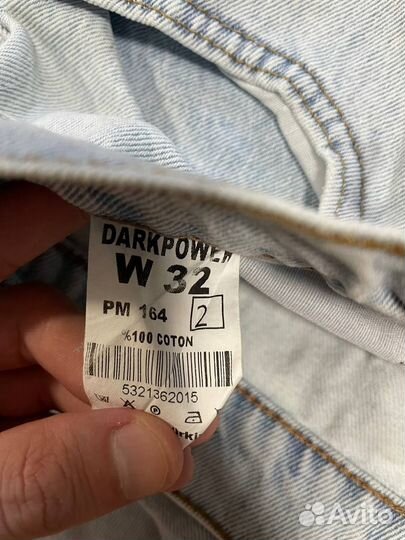 DARKPOWER
W 32
PM 164 2
%100 COTON
5321362015
Avito